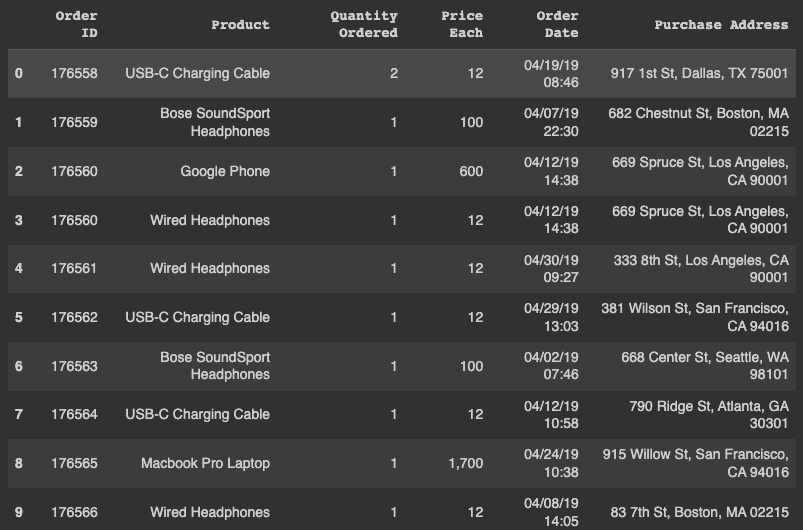 Order ID Product Quantity Ordered Price Each Order Date Purchase Address
0 176558 USB-C Charging Cable 2 12 04/19/19 08:46 917 1st St, Dallas, TX 75001
1 176559 Bose SoundSport Headphones 1 100 04/07/19 22:30 682 Chestnut St, Boston, MA 02215
2 176560 Google Phone 1 600 04/12/19 14:38 669 Spruce St, Los Angeles, CA 90001
3 176560 Wired Headphones 1 12 04/12/19 14:38 669 Spruce St, Los Angeles, CA 90001
4 176561 Wired Headphones 1 12 04/30/19 09:27 333 8th St, Los Angeles, CA 90001
5 176562 USB-C Charging Cable 1 12 04/29/19 13:03 381 Wilson St, San Francisco, CA 94016
6 176563 Bose SoundSport Headphones 1 100 04/02/19 07:46 668 Center St, Seattle, WA 98101
7 176564 USB-C Charging Cable 1 12 04/12/19 10:58 790 Ridge St, Atlanta, GA 30301
8 176565 Macbook Pro Laptop 1 1,700 04/24/19 10:38 915 Willow St, San Francisco, CA 94016
9 176566 Wired Headphones 1 12 04/08/19 14:05 83 7th St, Boston, MA 02215